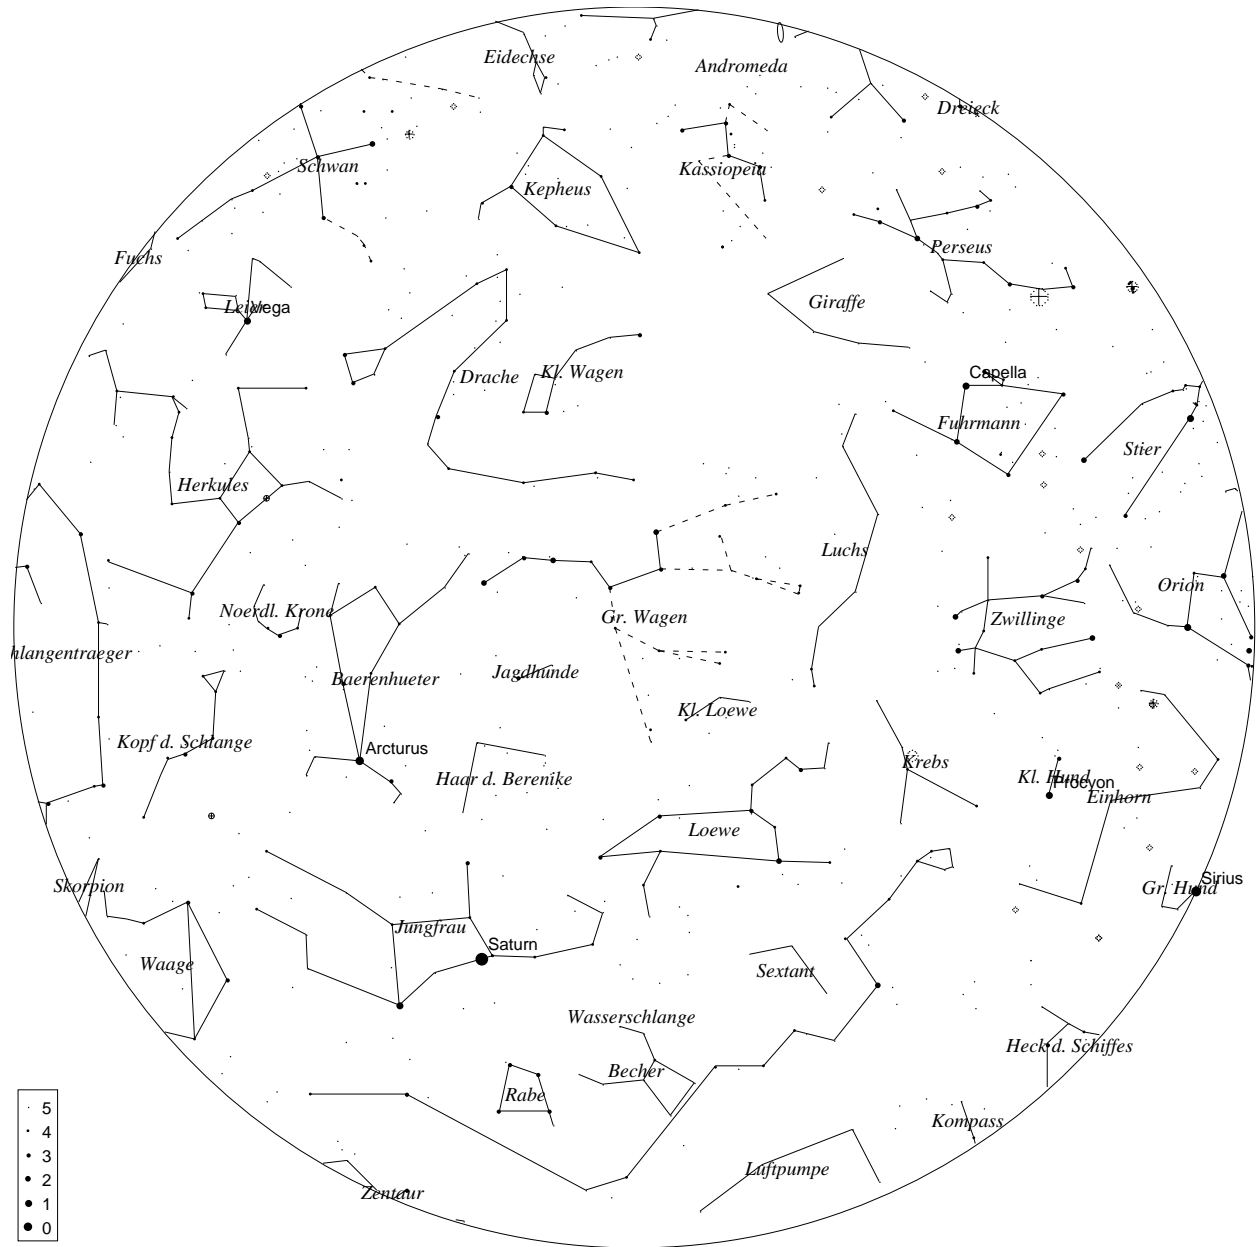 Eidechse
Andromeda
Dreieck
Schwan
Kassiopeia
Kepheus
Perseus
Fuchs
Giraffe
Leier
Vega
Drache
Kl. Wagen
Capella
Fuhrmann
Stier
Herkules
Luchs
Orion
Noerdl. Krone
Gr. Wagen
Zwillinge
hlangentraeger
Baerenhueter
Jagdhunde
Kl. Loewe
Kopf d. Schlange
Arcturus
Haar d. Berenike
Krebs
Kl. Hund
Procyon
Einhorn
Loewe
Skorpion
Gr. Hund
Sirius
Jungfrau
Saturn
Waage
Sextant
Wasserschlange
Heck d. Schiffes
Becher
Rabe
Kompass
Luftpumpe
Zentaur
5
4
3
2
1
0